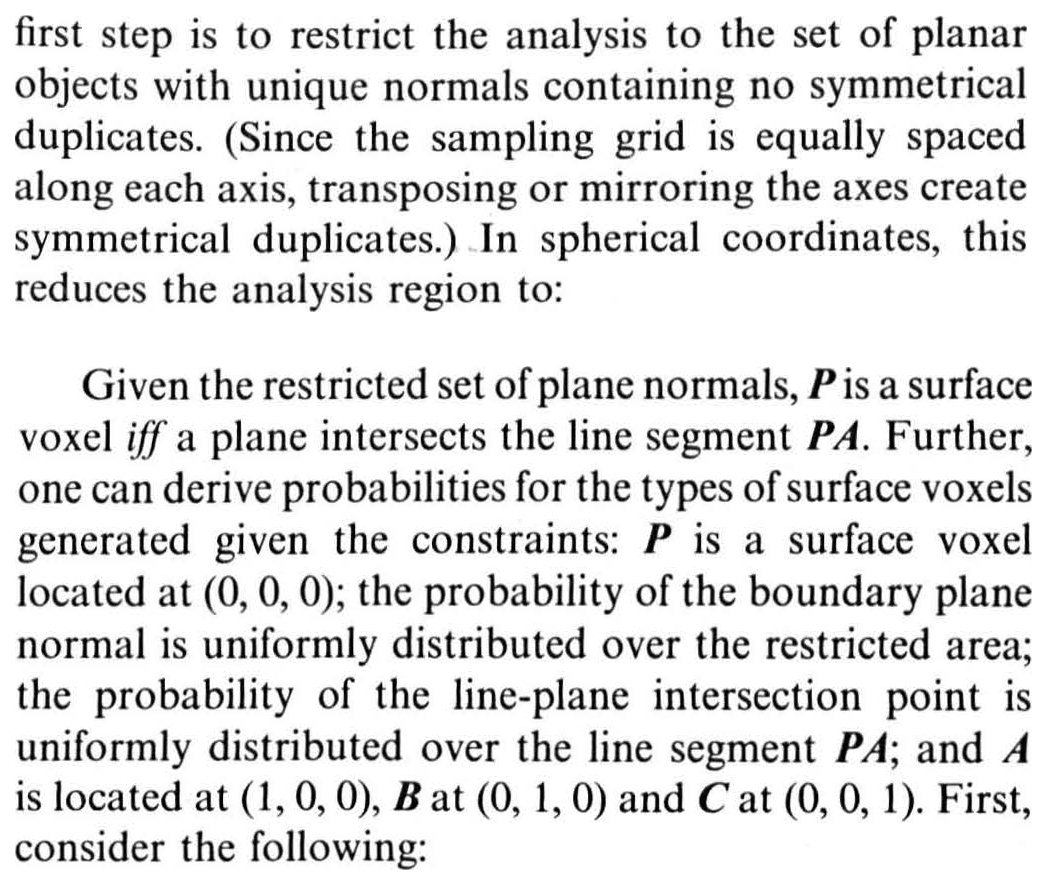 first step is to restrict the analysis to the set of planar
objects with unique normals containing no symmetrical
duplicates. (Since the sampling grid is equally spaced
along each axis, transposing or mirroring the axes create
symmetrical duplicates.) In spherical coordinates, this
reduces the analysis region to:
Given the restricted set of plane normals, P is a surface
voxel iff a plane intersects the line segment PA. Further,
one can derive probabilities for the types of surface voxels
generated given the constraints: P is a surface voxel
located at (0, 0, 0); the probability of the boundary plane
normal is uniformly distributed over the restricted area;
the probability of the line-plane intersection point is
uniformly distributed over the line segment PA; and A
is located at (1, 0, 0), B at (0, 1, 0) and C at (0, 0, 1). First,
consider the following: